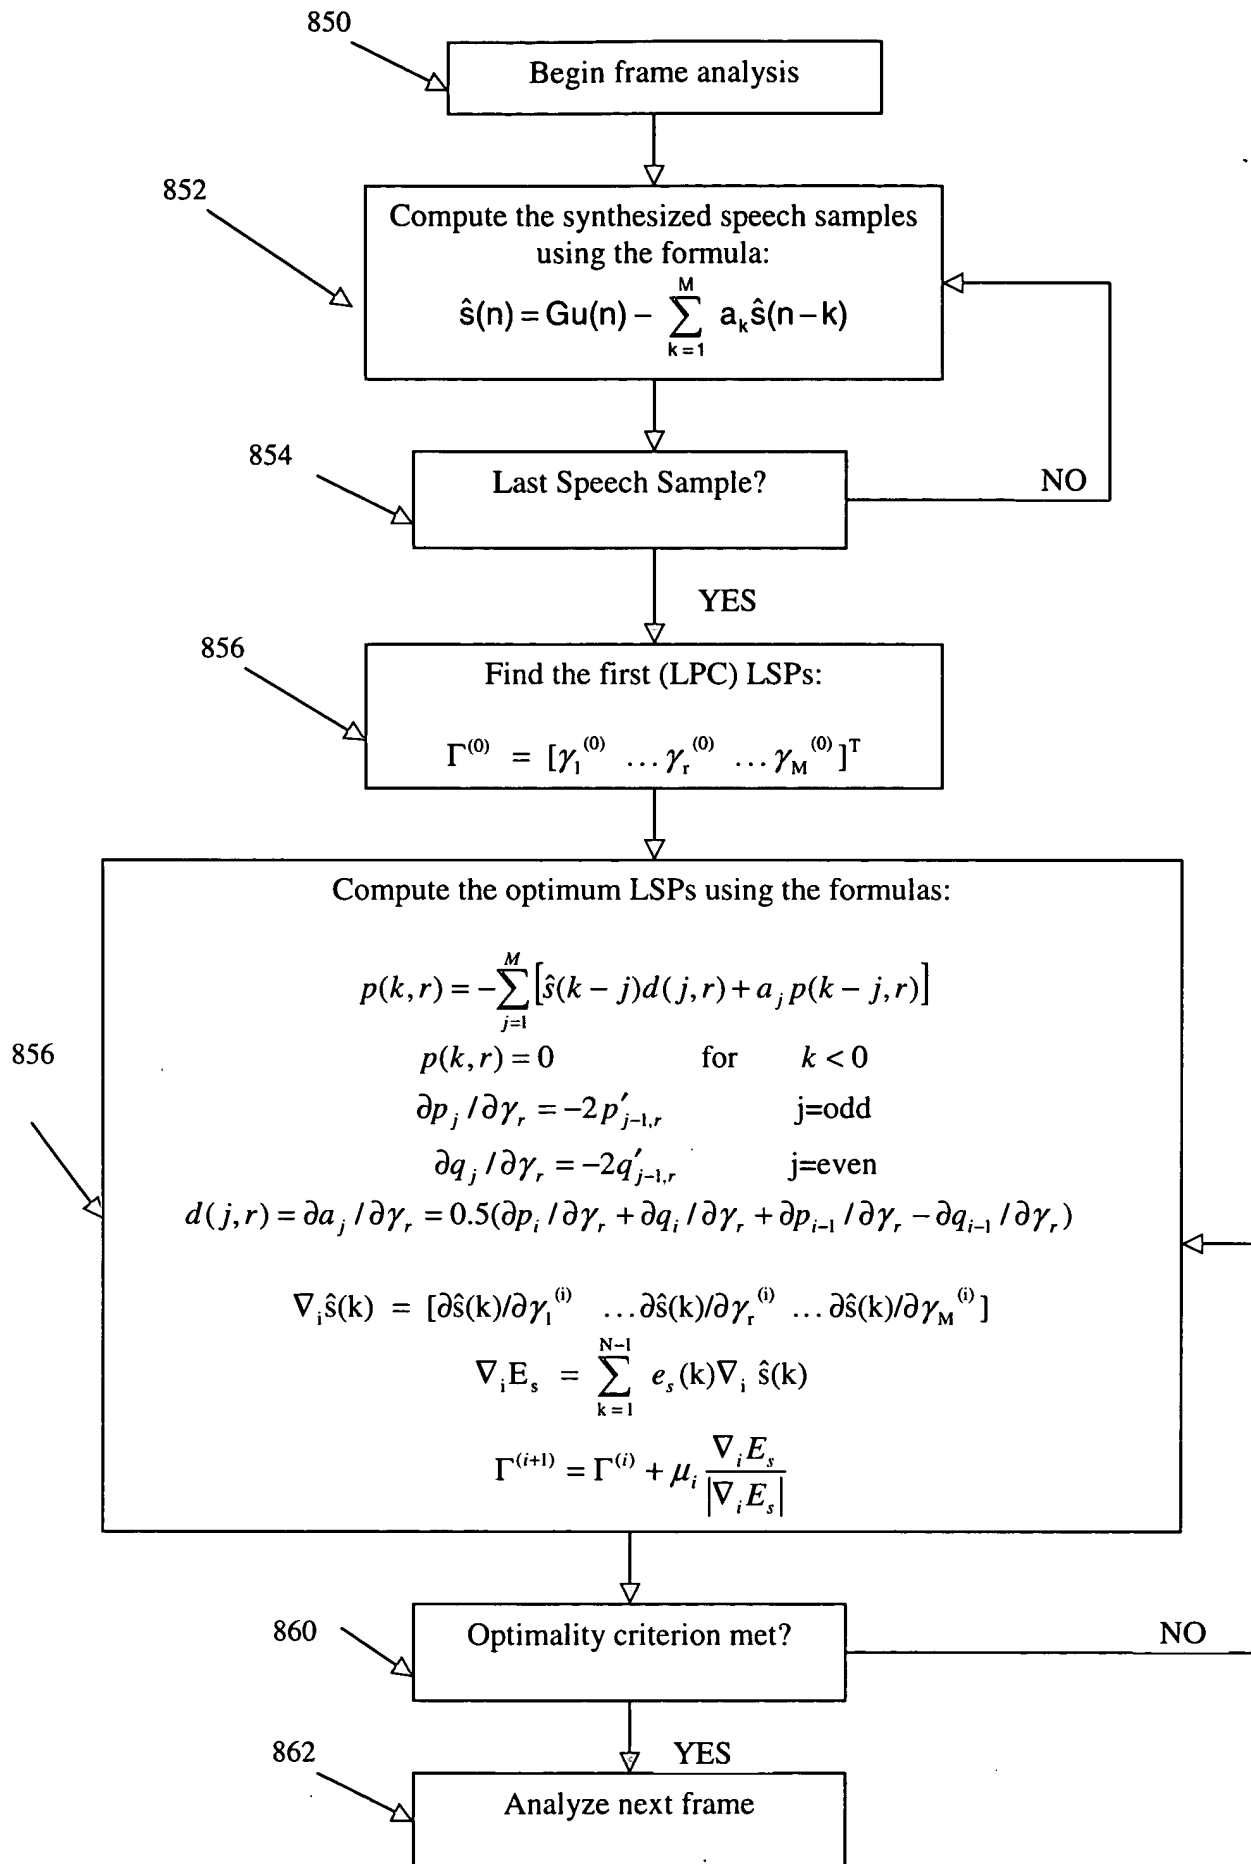 850
Begin frame analysis
852
Compute the synthesized speech samples
using the formula:
ŝ(n) = Gu(n) − ∑_{k=1}^{M} a_k ŝ(n−k)
854
Last Speech Sample?
NO
YES
856
Find the first (LPC) LSPs:
Γ^{(0)} = [γ_1^{(0)} …γ_r^{(0)} …γ_M^{(0)}]^T
Compute the optimum LSPs using the formulas:
p(k,r) = −∑_{j=1}^{M} [ŝ(k − j)d(j,r) + a_j p(k − j,r)]
856
p(k,r) = 0 for k < 0
∂p_j /∂γ_r = −2p′_{j−1,r} j=odd
∂q_j /∂γ_r = −2q′_{j−1,r} j=even
d(j,r) = ∂a_j /∂γ_r = 0.5(∂p_i /∂γ_r + ∂q_i /∂γ_r + ∂p_{i−1} /∂γ_r − ∂q_{i−1} /∂γ_r)
∇_i ŝ(k) = [∂ŝ(k)/∂γ_1^{(i)} …∂ŝ(k)/∂γ_r^{(i)} …∂ŝ(k)/∂γ_M^{(i)}]
∇_i E_s = ∑_{k=1}^{N−1} e_s(k)∇_i ŝ(k)
Γ^{(i+1)} = Γ^{(i)} + μ_i ∇_i E_s / |∇_i E_s|
860
Optimality criterion met?
NO
862
YES
Analyze next frame